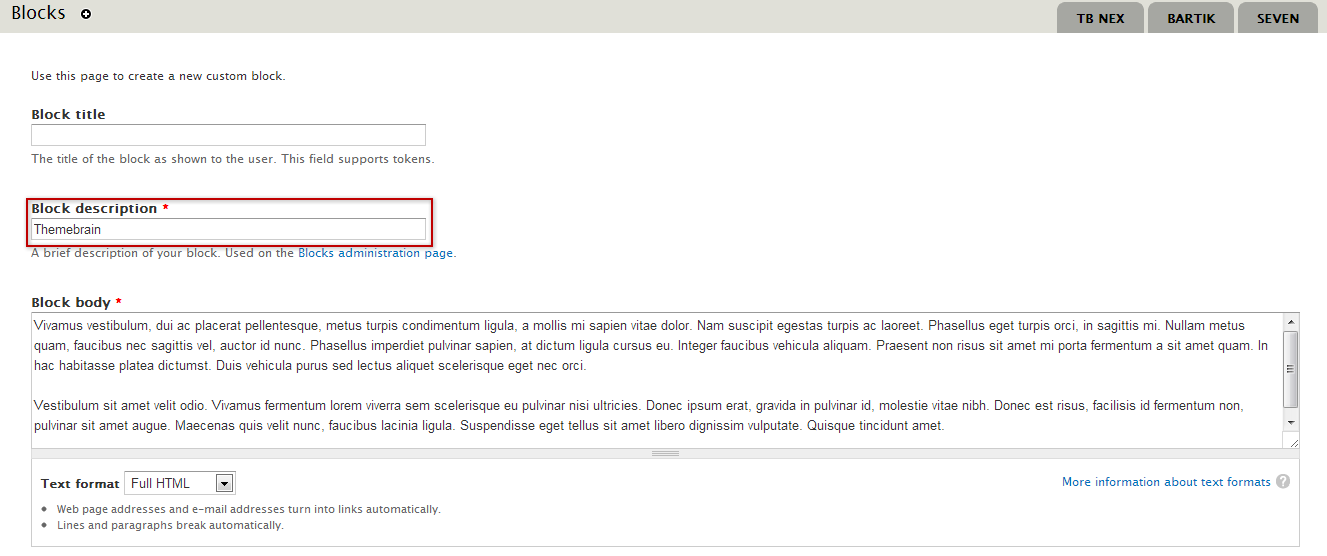 Blocks
TB NEX
BARTIK
SEVEN
Use this page to create a new custom block.
Block title
The title of the block as shown to the user. This field supports tokens.
Block description *
Themebrain
A brief description of your block. Used on the Blocks administration page.
Block body *
Vivamus vestibulum, dui ac placerat pellentesque, metus turpis condimentum ligula, a mollis mi sapien vitae dolor. Nam suscipit egestas turpis ac laoreet. Phasellus eget turpis orci, in sagittis mi. Nullam metus
quam, faucibus nec sagittis vel, auctor id nunc. Phasellus imperdiet pulvinar sapien, at dictum ligula cursus eu. Integer faucibus vehicula aliquam. Praesent non risus sit amet mi porta fermentum a sit amet quam. In
hac habitasse platea dictumst. Duis vehicula purus sed lectus aliquet scelerisque eget nec orci.
Vestibulum sit amet velit odio. Vivamus fermentum lorem viverra sem scelerisque eu pulvinar nisi ultricies. Donec ipsum erat, gravida in pulvinar id, molestie vitae nibh. Donec est risus, facilisis id fermentum non,
pulvinar sit amet augue. Maecenas quis velit nunc, faucibus lacinia ligula. Suspendisse eget tellus sit amet libero dignissim vulputate. Quisque tincidunt amet.
Text format Full HTML
More information about text formats ?
• Web page addresses and e-mail addresses turn into links automatically.
• Lines and paragraphs break automatically.